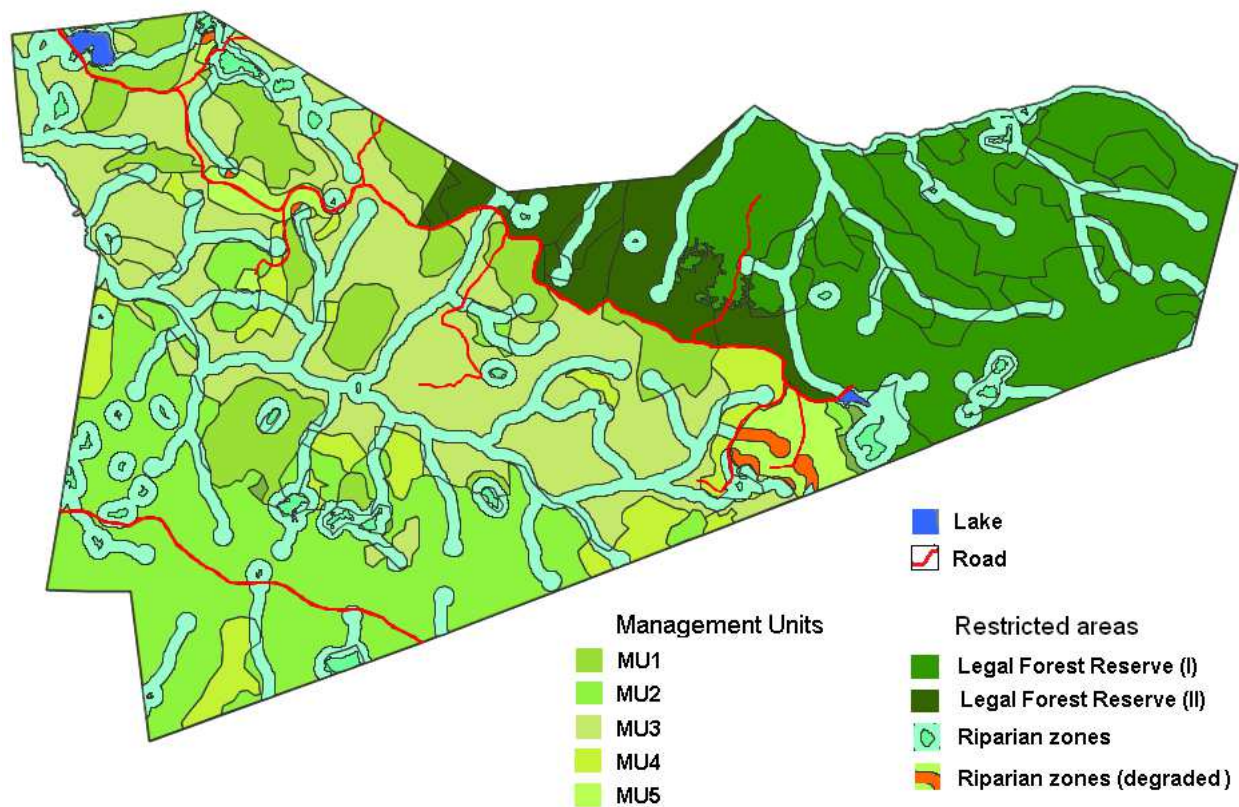 Lake
Road
Management Units
MU1
MU2
MU3
MU4
MU5
Restricted areas
Legal Forest Reserve (I)
Legal Forest Reserve (II)
Riparian zones
Riparian zones (degraded )